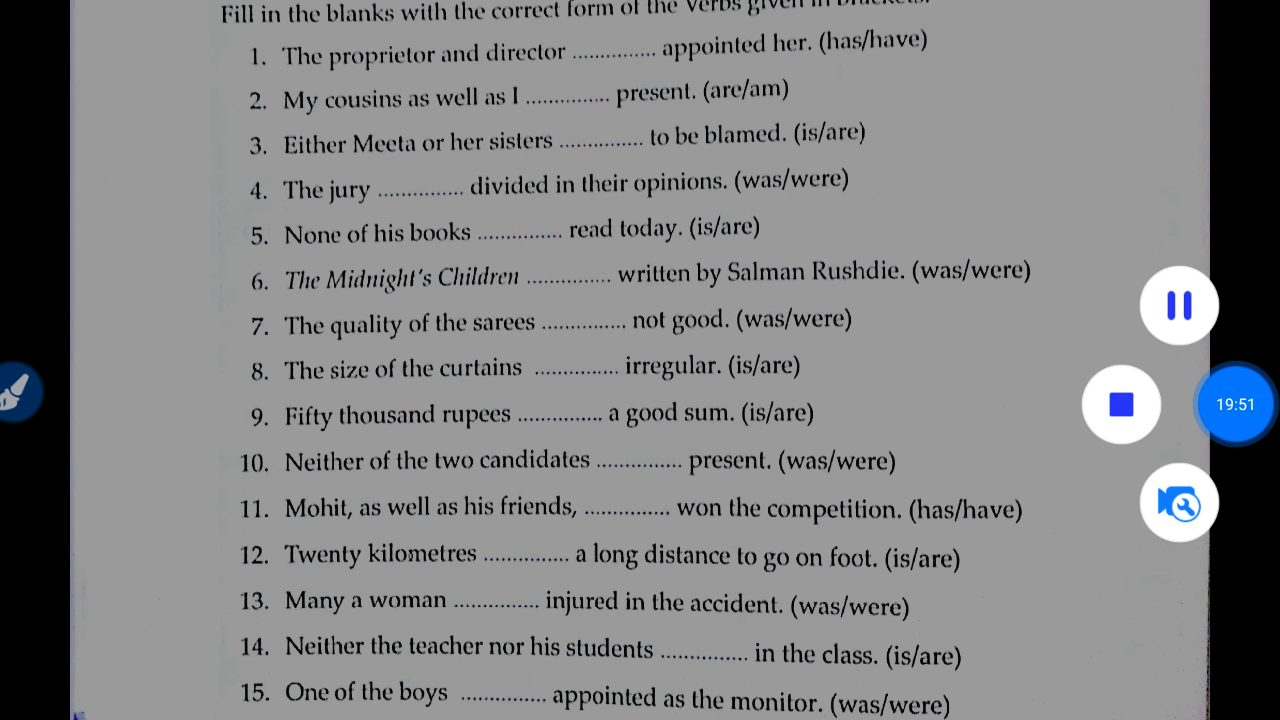 Fill in the blanks with the correct form of the Verbs given in brackets.
1. The proprietor and director ............... appointed her. (has/have)
2. My cousins as well as I ............... present. (are/am)
3. Either Meeta or her sisters ............... to be blamed. (is/are)
4. The jury ............... divided in their opinions. (was/were)
5. None of his books ............... read today. (is/are)
6. The Midnight's Children ............... written by Salman Rushdie. (was/were)
7. The quality of the sarees ............... not good. (was/were)
8. The size of the curtains ............... irregular. (is/are)
9. Fifty thousand rupees ............... a good sum. (is/are)
19:51
10. Neither of the two candidates ............... present. (was/were)
11. Mohit, as well as his friends, ............... won the competition. (has/have)
12. Twenty kilometres ............... a long distance to go on foot. (is/are)
13. Many a woman ............... injured in the accident. (was/were)
14. Neither the teacher nor his students ............... in the class. (is/are)
15. One of the boys ............... appointed as the monitor. (was/were)